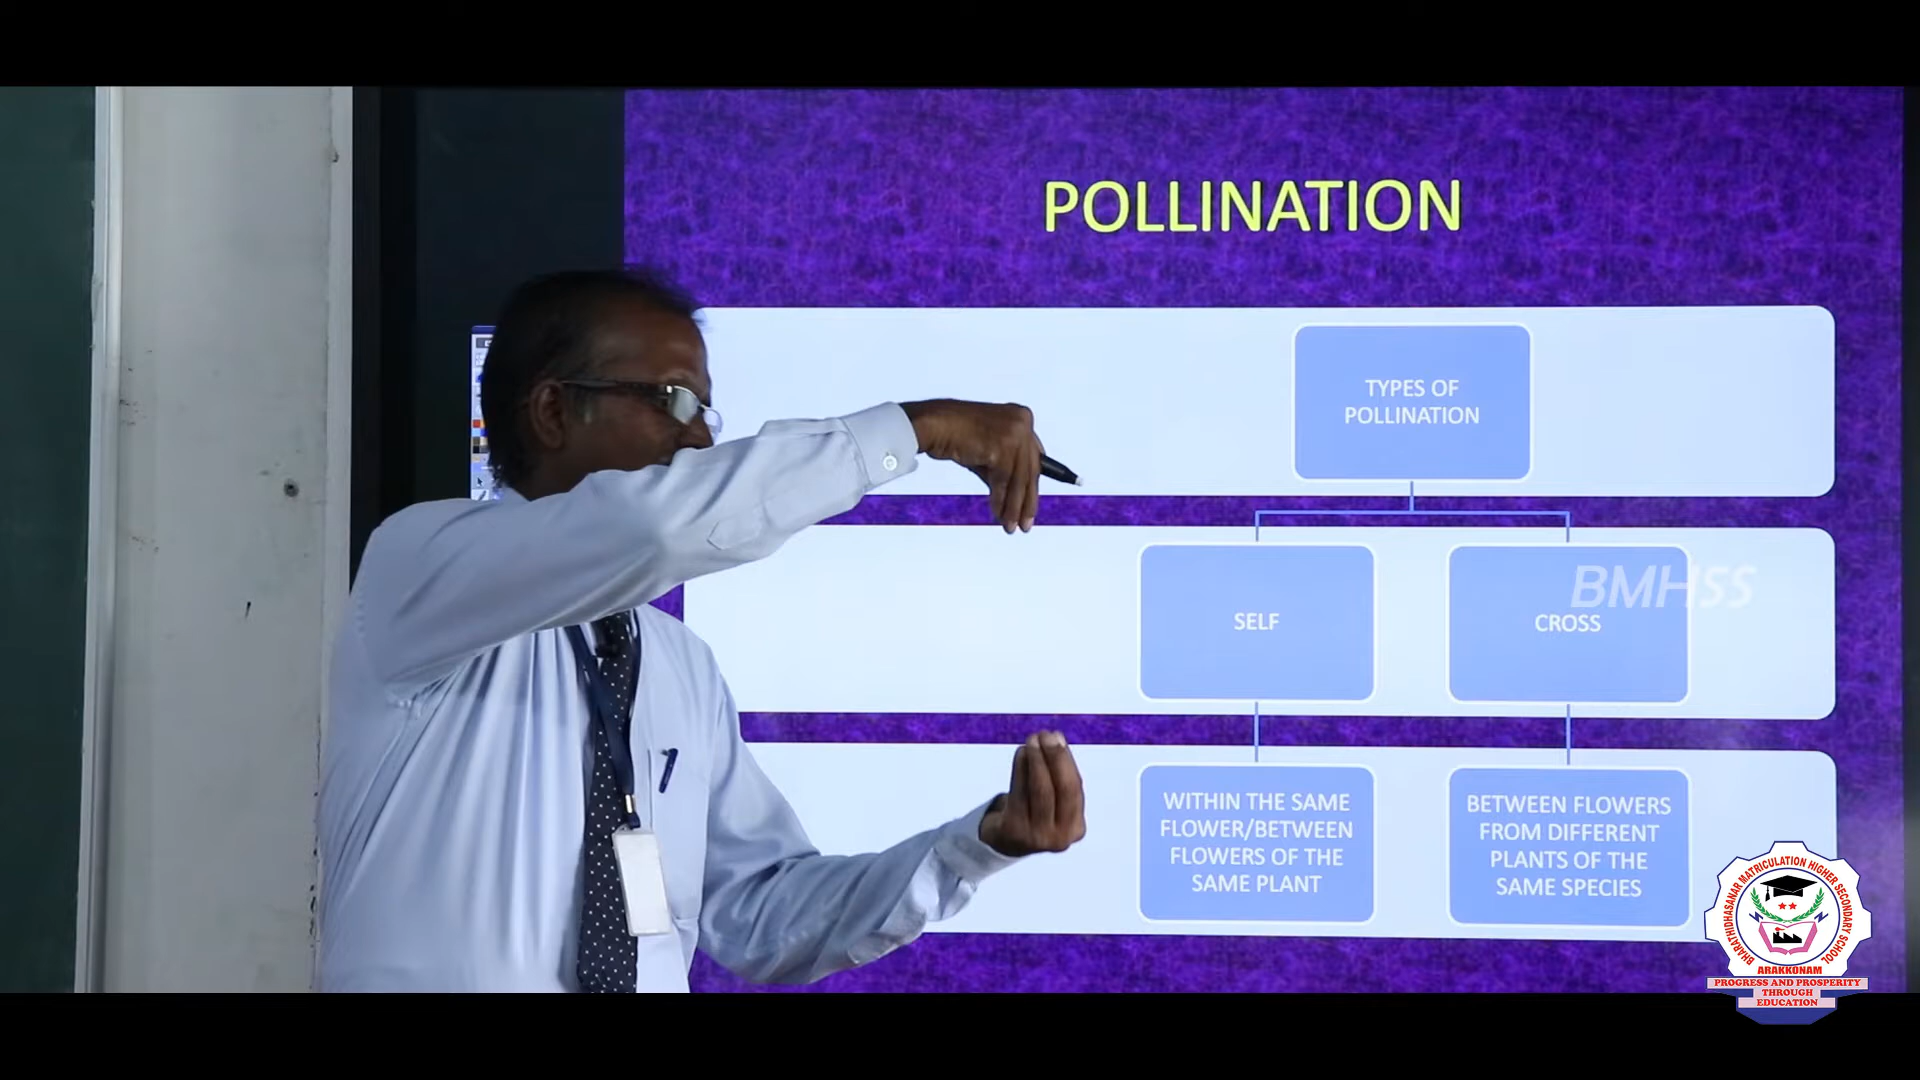 POLLINATION
TYPES OF
POLLINATION
SELF
CROSS
BMHSS
WITHIN THE SAME
FLOWER/BETWEEN
FLOWERS OF THE
SAME PLANT
BETWEEN FLOWERS
FROM DIFFERENT
PLANTS OF THE
SAME SPECIES
BHARATHIDHASANAR MATRICULATION HIGHER SECONDARY SCHOOL
ARAKKONAM
PROGRESS AND PROSPERITY
THROUGH
EDUCATION